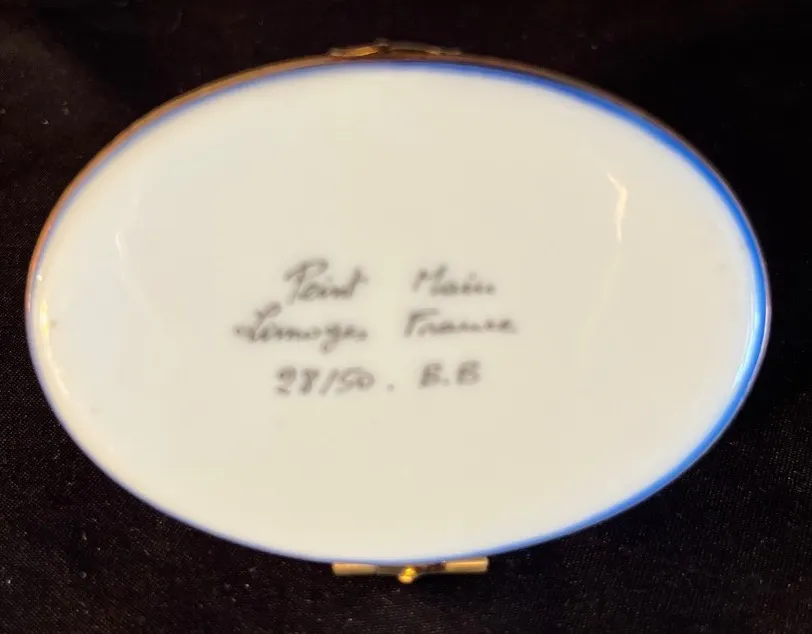 Peint Main
Limoges France
28/50. B.B